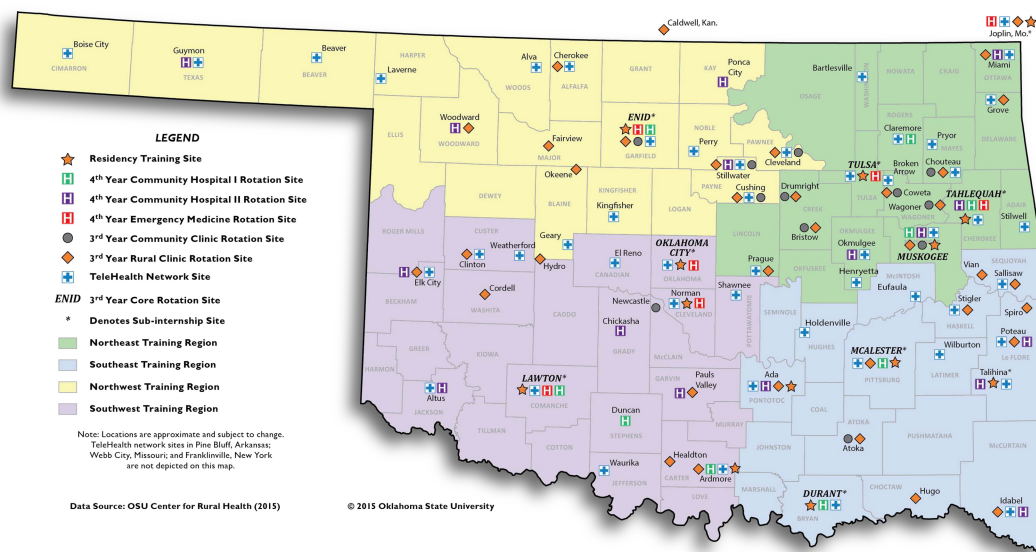 Caldwell, Kan.
Joplin, Mo.*
Boise City
CIMARRON
Guymon
TEXAS
Beaver
BEAVER
HARPER
Laverne
Alva
WOODS
Cherokee
ALFALFA
GRANT
KAY
Ponca
City
OSAGE
Bartlesville
WASHINGTON
NOWATA
CRAIG
Miami
OTTAWA
Grove
DELAWARE
ELLIS
Woodward
WOODWARD
Fairview
MAJOR
Okeene
ENID*
GARFIELD
NOBLE
Perry
PAWNEE
Cleveland
Stillwater
PAYNE
Cushing
Drumright
CREEK
Bristow
ROGERS
Claremore
Pryor
MAYES
TULSA*
TULSA
Broken
Arrow
Chouteau
Coweta
Wagoner
WAGONER
TAHLEQUAH*
CHEROKEE
ADAIR
Stilwell
MUSKOGEE
OKMULGEE
Okmulgee
Henryetta
OKFUSKEE
LINCOLN
Prague
LOGAN
KINGFISHER
Kingfisher
BLAINE
Geary
Hydro
DEWEY
CUSTER
Weatherford
Clinton
ROGER MILLS
Elk City
BECKHAM
Cordell
WASHITA
CADDO
El Reno
CANADIAN
OKLAHOMA
CITY*
OKLAHOMA
Norman
CLEVELAND
Newcastle
Shawnee
POTTAWATOMIE
SEMINOLE
Holdenville
HUGHES
McINTOSH
Eufaula
SEQUOYAH
Vian
Sallisaw
Stigler
HASKELL
Spiro
Poteau
Le FLORE
Wilburton
LATIMER
Talihina*
MCALESTER*
PITTSBURG
Chickasha
GRADY
McCLAIN
GARVIN
Pauls
Valley
Ada
PONTOTOC
COAL
ATOKA
Atoka
PUSHMATAHA
McCURTAIN
GREER
HARMON
KIOWA
Altus
JACKSON
TILLMAN
LAWTON*
COMANCHE
COTTON
Duncan
STEPHENS
Waurika
JEFFERSON
Healdton
CARTER
Ardmore
LOVE
MURRAY
JOHNSTON
MARSHALL
DURANT*
BRYAN
CHOCTAW
Hugo
Idabel
LEGEND
Residency Training Site
4th Year Community Hospital I Rotation Site
4th Year Community Hospital II Rotation Site
4th Year Emergency Medicine Rotation Site
3rd Year Community Clinic Rotation Site
3rd Year Rural Clinic Rotation Site
TeleHealth Network Site
ENID 3rd Year Core Rotation Site
* Denotes Sub-internship Site
Northeast Training Region
Southeast Training Region
Northwest Training Region
Southwest Training Region
Note: Locations are approximate and subject to change.
TeleHealth network sites in Pine Bluff, Arkansas;
Webb City, Missouri; and Franklinville, New York
are not depicted on this map.
Data Source: OSU Center for Rural Health (2015)
© 2015 Oklahoma State University